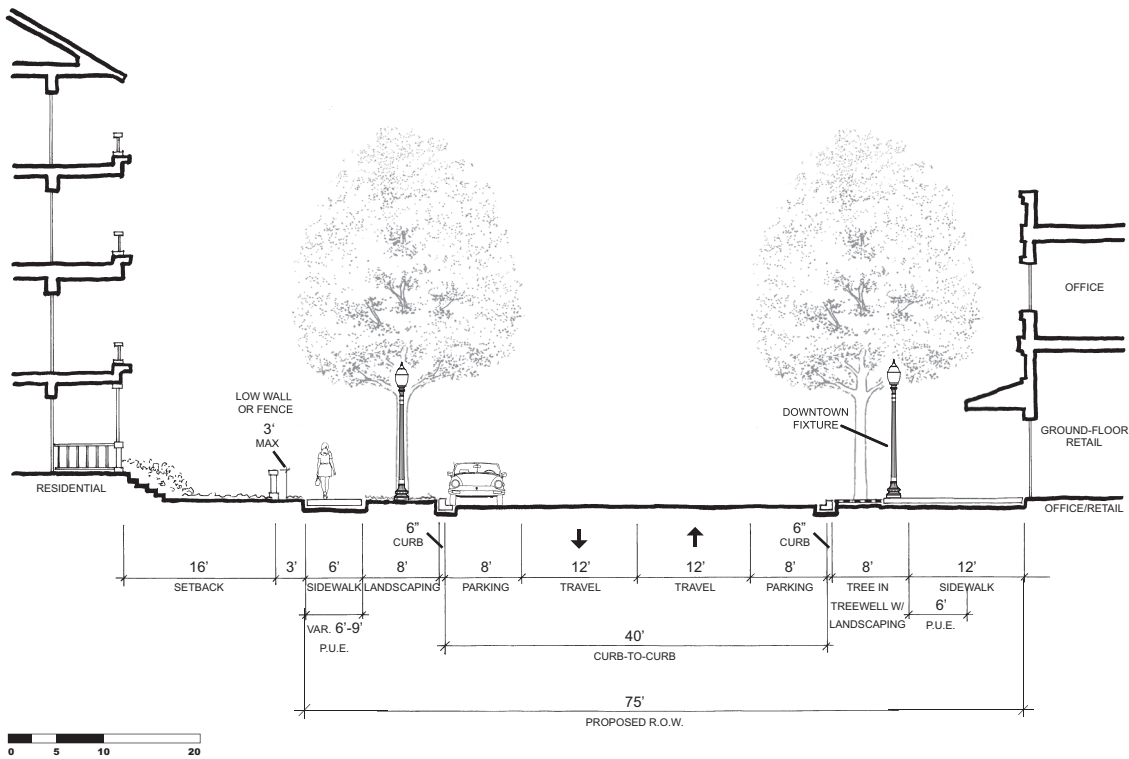 OFFICE
LOW WALL
OR FENCE
3‘
MAX
DOWNTOWN
FIXTURE
GROUND-FLOOR
RETAIL
RESIDENTIAL
OFFICE/RETAIL
6”
CURB
6”
CURB
16’
3’
6’
8’
8’
12’
12’
8’
8’
12’
SETBACK
SIDEWALK
LANDSCAPING
PARKING
TRAVEL
TRAVEL
PARKING
TREE IN
TREEWELL W/
LANDSCAPING
SIDEWALK
6’
P.U.E.
VAR. 6’-9’
P.U.E.
40’
CURB-TO-CURB
75’
PROPOSED R.O.W.
0 5 10 20